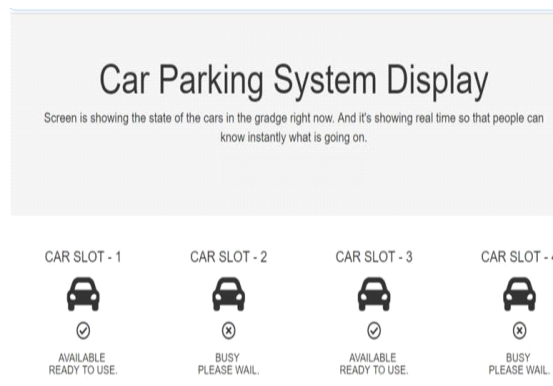 Car Parking System Display
Screen is showing the state of the cars in the gradge right now. And it's showing real time so that people can
know instantly what is going on.
CAR SLOT - 1
CAR SLOT - 2
CAR SLOT - 3
CAR SLOT -
AVAILABLE
READY TO USE.
BUSY
PLEASE WAIL.
AVAILABLE
READY TO USE.
BUSY
PLEASE WAIL.